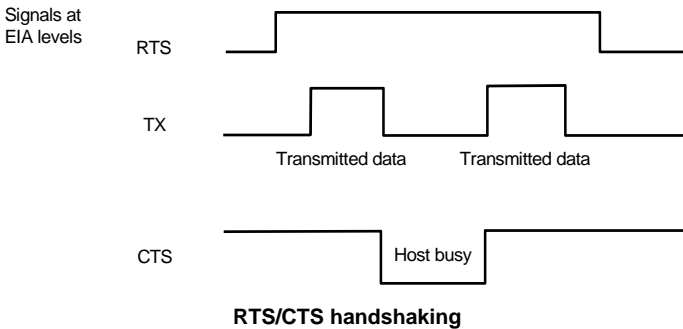 Signals at
EIA levels
RTS
TX
Transmitted data
Transmitted data
CTS
Host busy
RTS/CTS handshaking